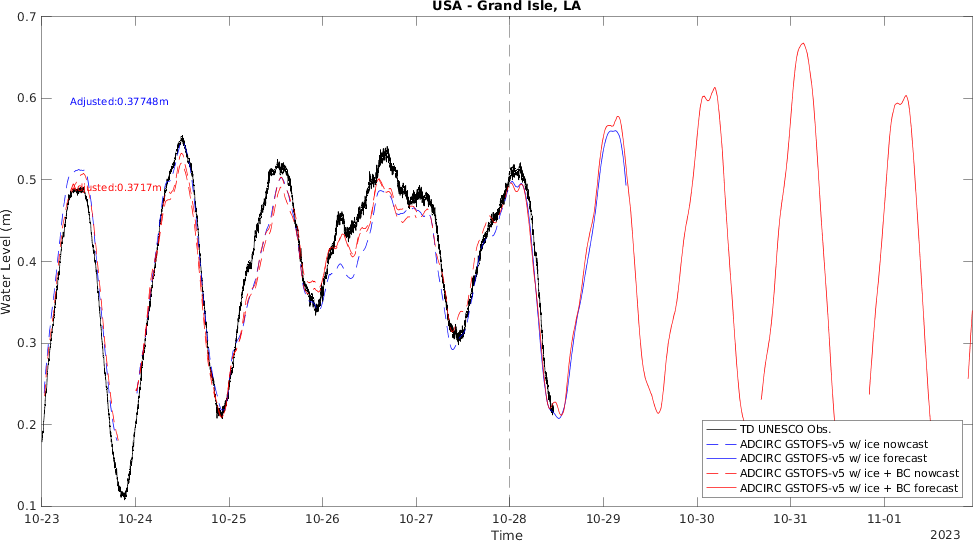 USA - Grand Isle, LA
0.7
0.6
0.5
0.4
0.3
0.2
0.1
Water Level (m)
Adjusted:0.37748m
Adjusted:0.3717m
TD UNESCO Obs.
ADCIRC GSTOFS-v5 w/ ice nowcast
ADCIRC GSTOFS-v5 w/ ice forecast
ADCIRC GSTOFS-v5 w/ ice + BC nowcast
ADCIRC GSTOFS-v5 w/ ice + BC forecast
10-23 10-24 10-25 10-26 10-27 10-28 10-29 10-30 10-31 11-01
Time
2023